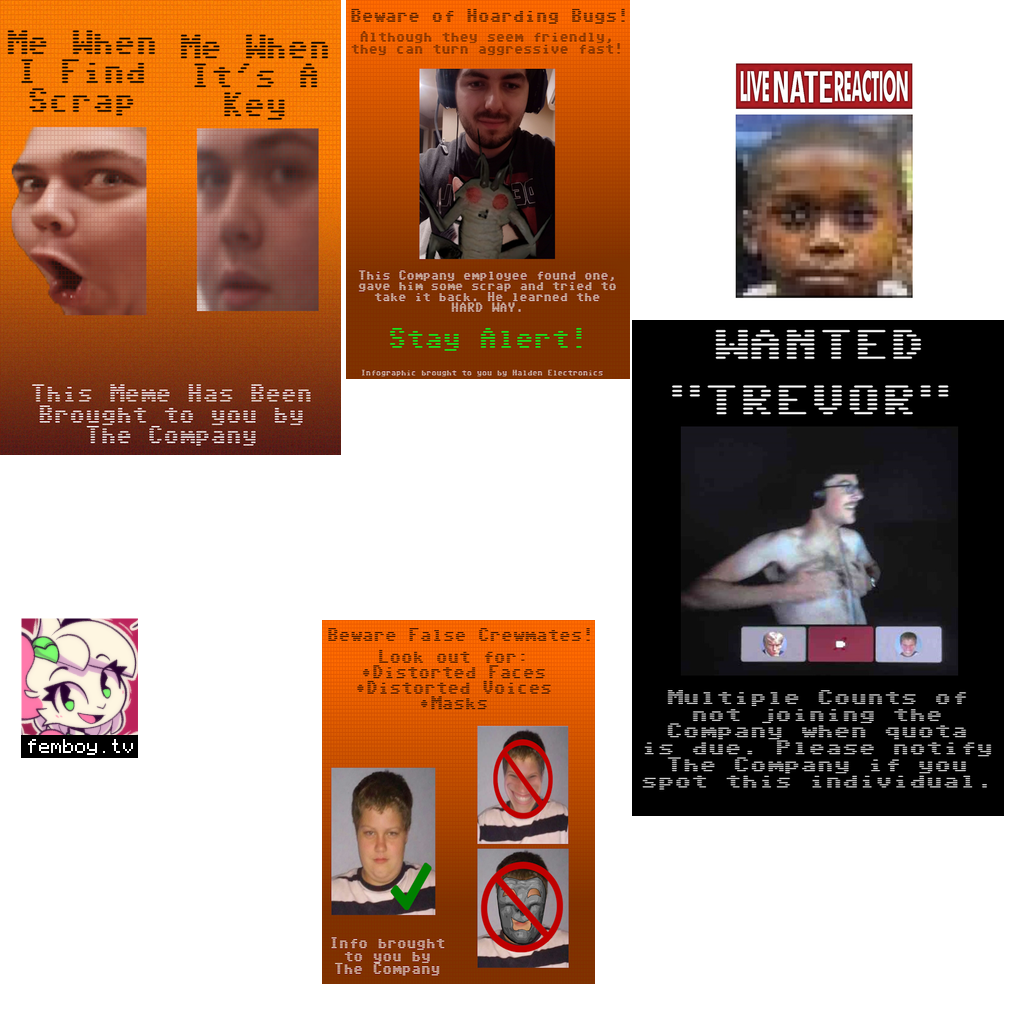 Me When
I Find
Scrap
Me When
It's A
Key
This Meme Has Been
Brought to you by
The Company
Beware of Hoarding Bugs!
Although they seem friendly,
they can turn aggressive fast!
This Company employee found one,
gave him some scrap and tried to
take it back. He learned the
HARD WAY.
Stay Alert!
Infographic brought to you by Halden Electronics
LIVE NATE REACTION
WANTED
"TREVOR"
Multiple Counts of
not joining the
Company when quota
is due. Please notify
The Company if you
spot this individual.
femboy.tv
Beware False Crewmates!
Look out for:
•Distorted Faces
•Distorted Voices
•Masks
Info brought
to you by
The Company